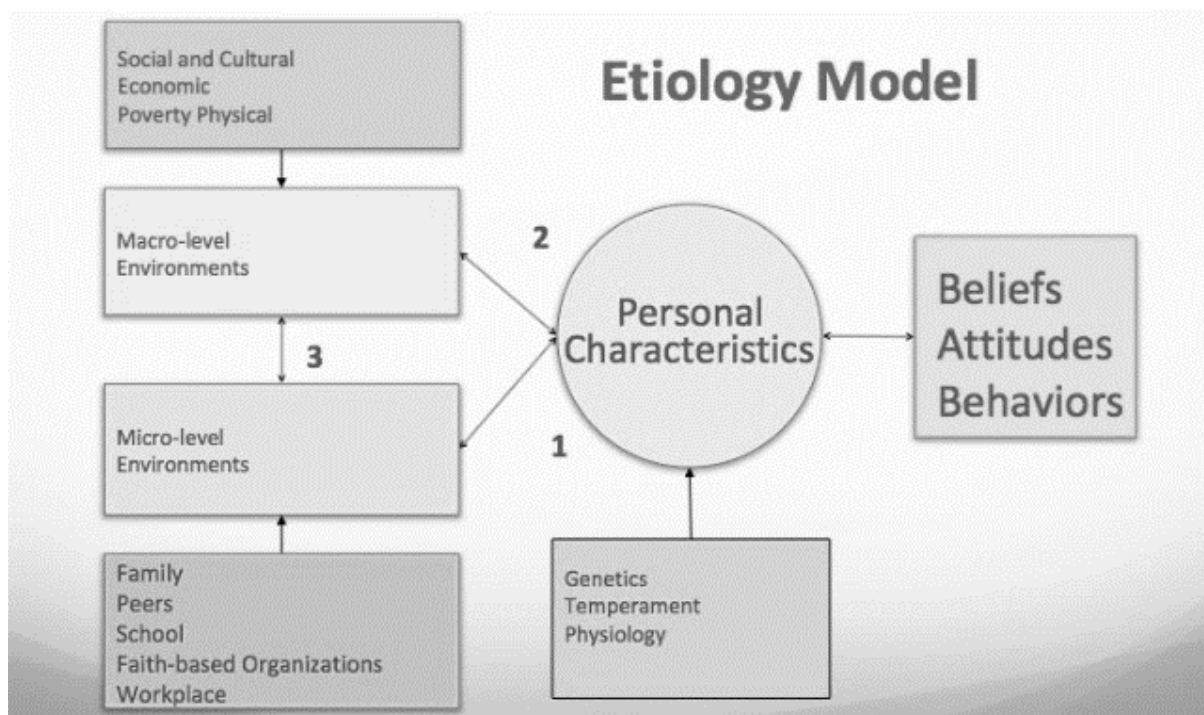 Social and Cultural
Economic
Poverty Physical
Etiology Model
Macro-level
Environments
2
Personal
Characteristics
Beliefs
Attitudes
Behaviors
3
Micro-level
Environments
1
Family
Peers
School
Faith-based Organizations
Workplace
Genetics
Temperament
Physiology